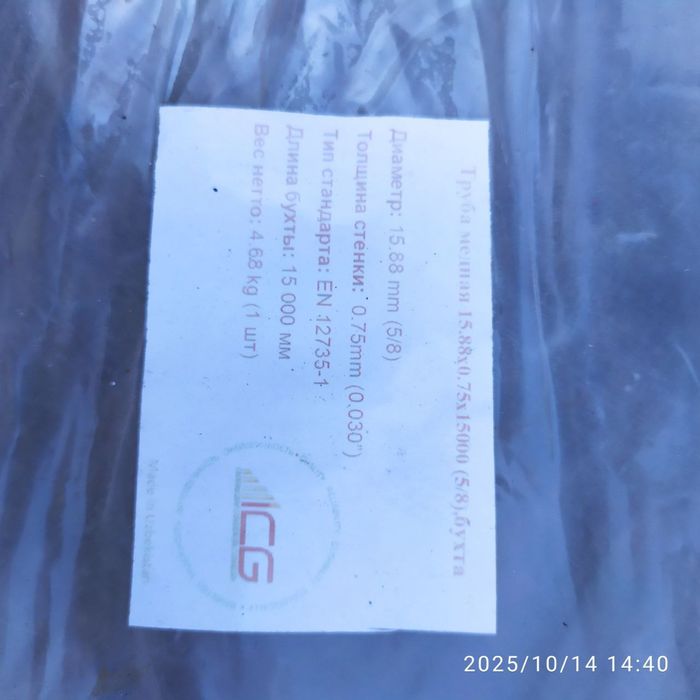 Труба медная 15.88х0.75х15000 (5/8),бухта
Диаметр: 15.88 mm (5/8)
Толщина стенки: 0.75mm (0.030")
Тип стандарта: EN 12735-1
Длина бухты: 15 000 мм
Вес нетто: 4.68 kg (1 шт)
ICG
Made in Uzbekistan
2025/10/14 14:40